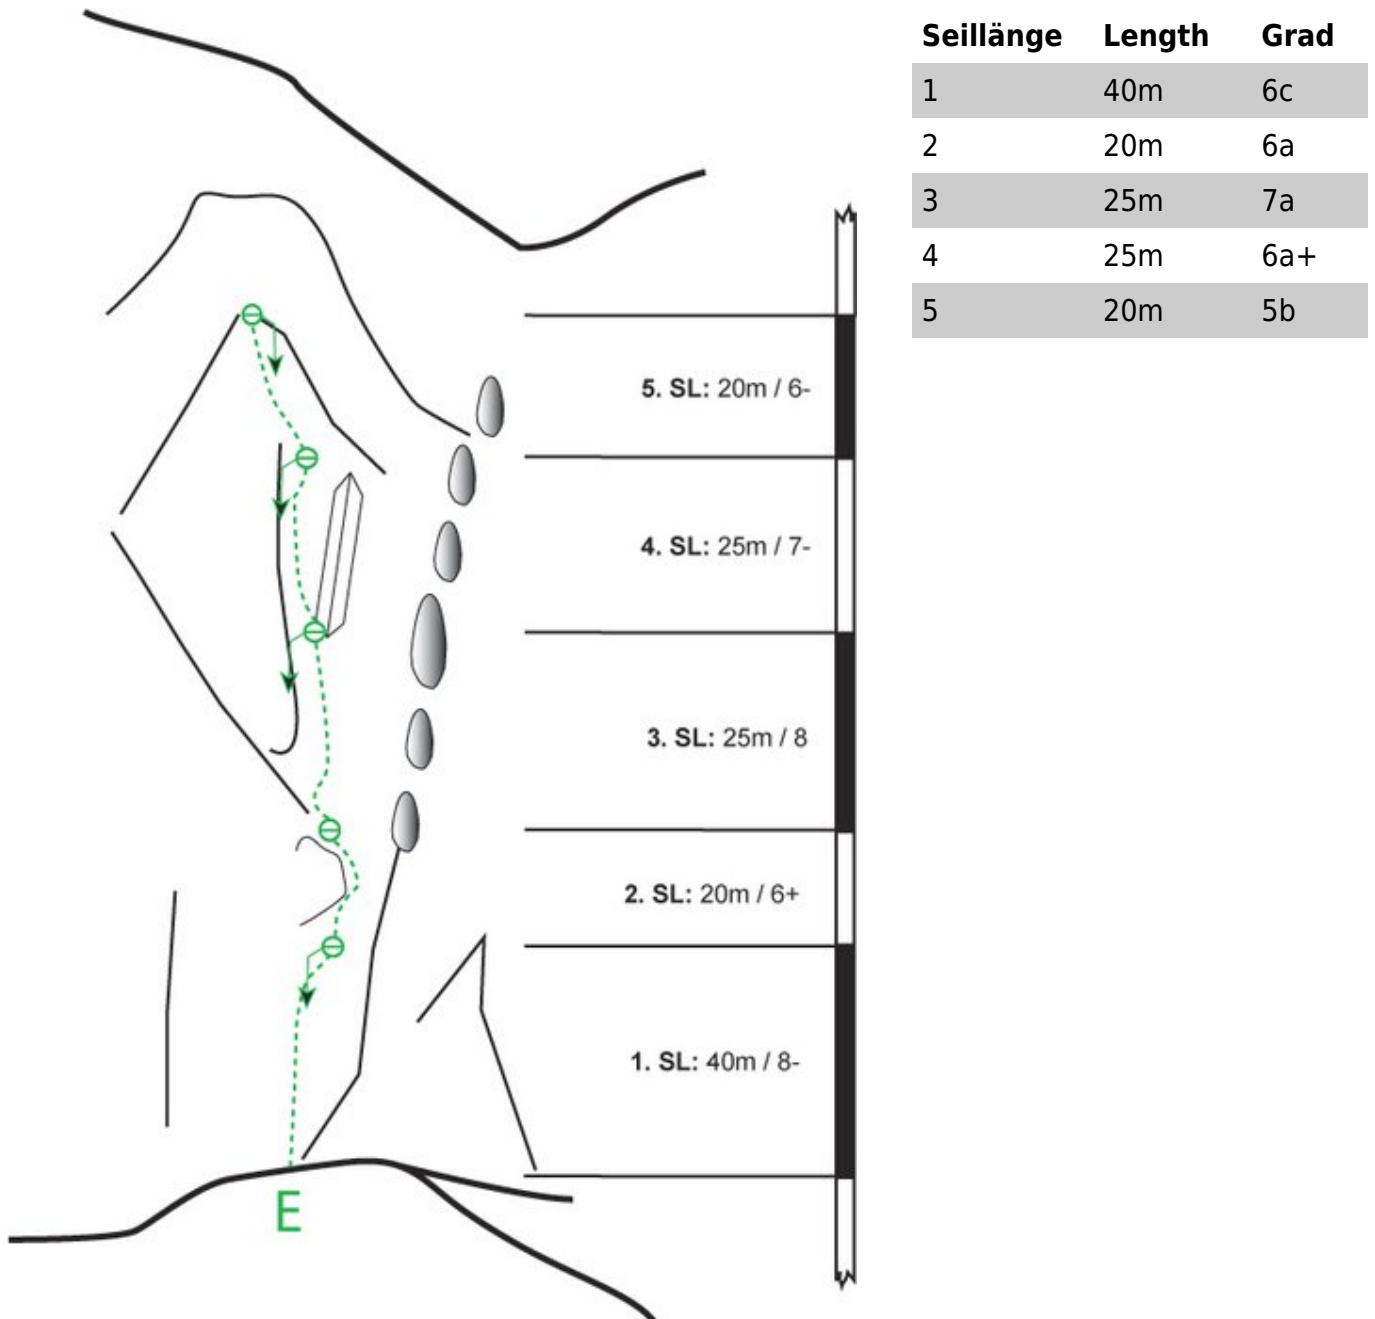 Seillänge Length Grad
1 40m 6c
2 20m 6a
3 25m 7a
4 25m 6a+
5 20m 5b
5. SL: 20m / 6-
4. SL: 25m / 7-
3. SL: 25m / 8
2. SL: 20m / 6+
1. SL: 40m / 8-
E